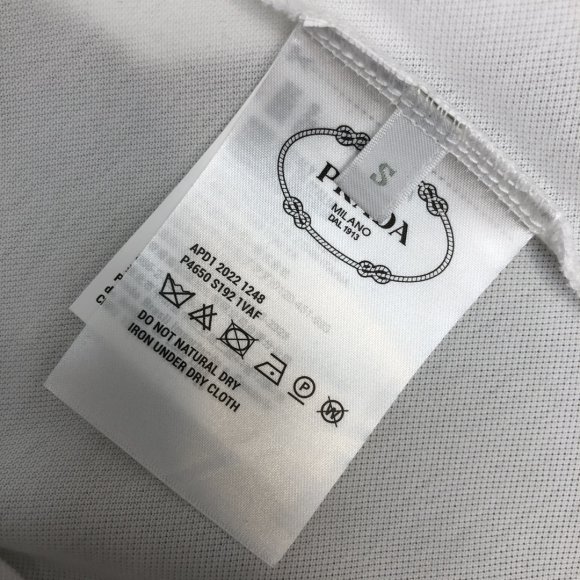 S
PRADA
MILANO
DAL 1913
APD1 2022 1248
P4650 S192 1VAF
P
W
DO NOT NATURAL DRY
IRON UNDER DRY CLOTH
P
d
C